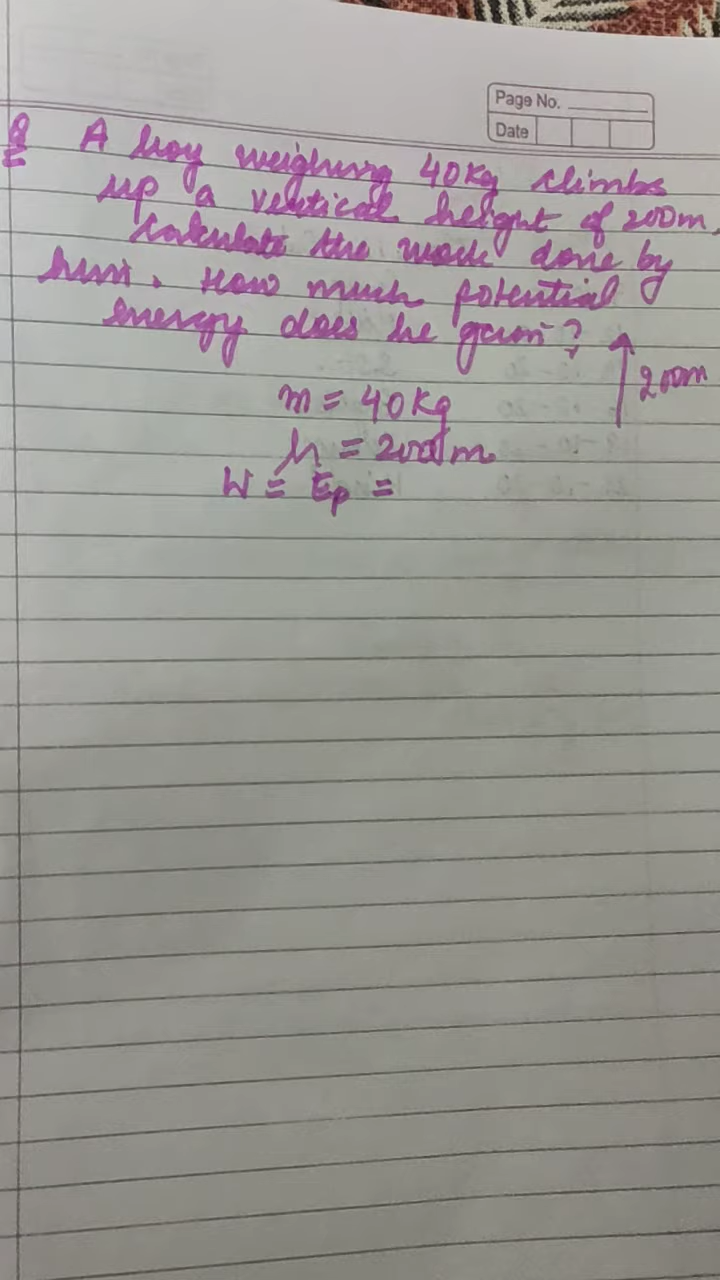 Page No.
Date
Q A boy weighing 40Kg climbs
up a vertical height of 200m.
Calculate the work done by
him. How much potential
energy does he gain?
200m
m = 40Kg
h = 200m
W = Ep =